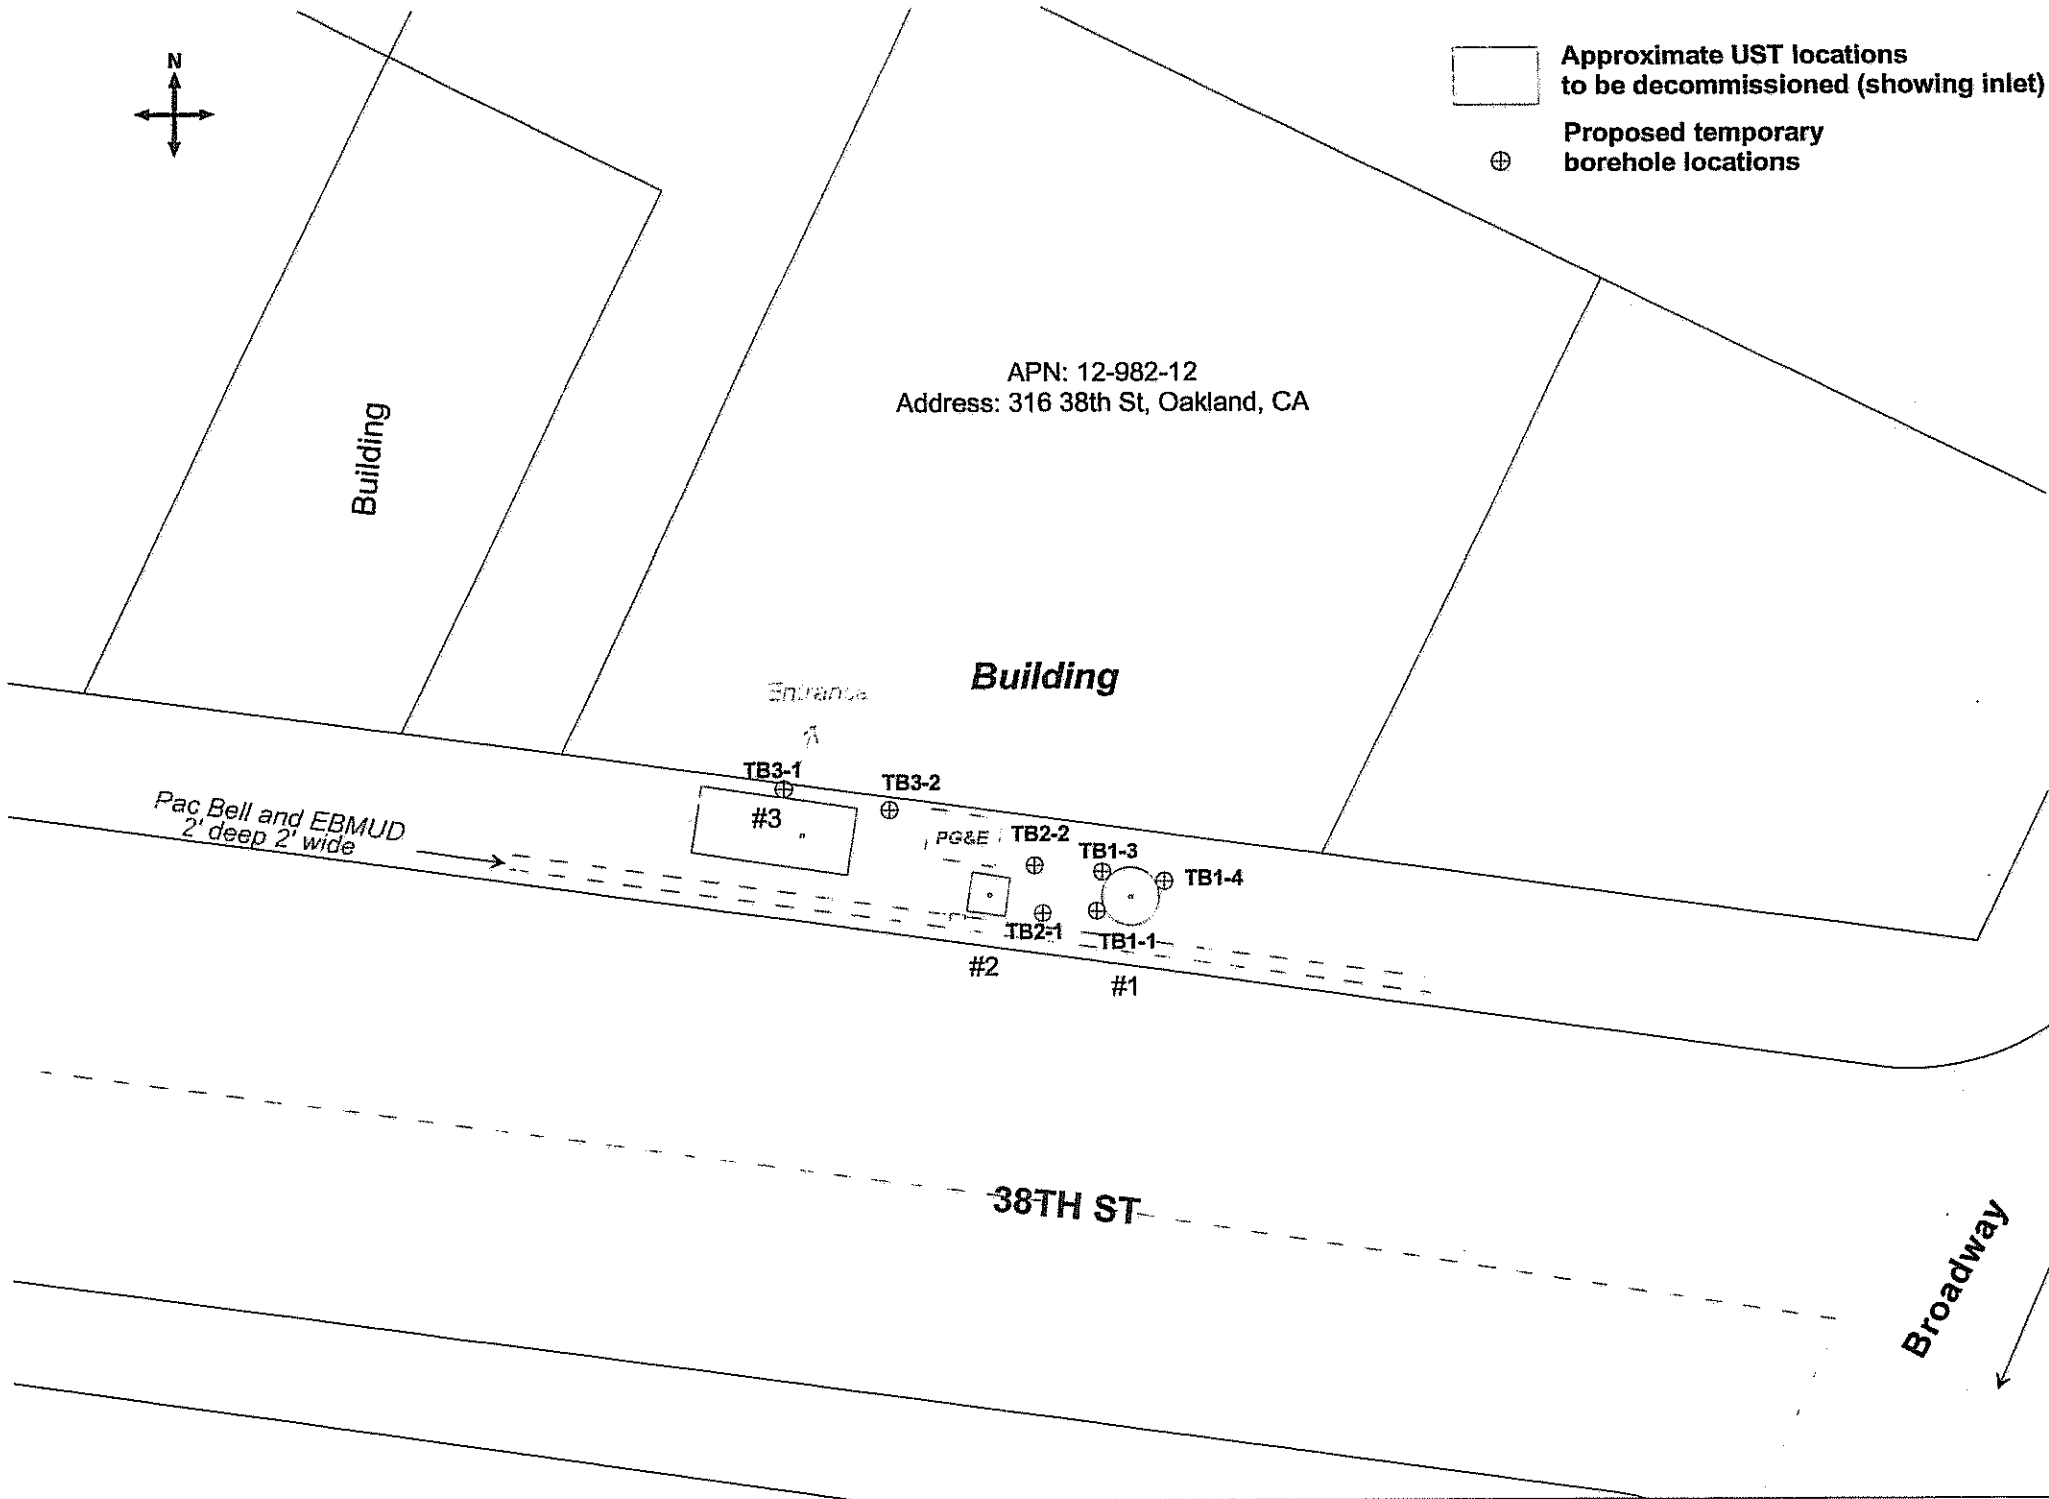 N
Approximate UST locations
to be decommissioned (showing inlet)
Proposed temporary
borehole locations
APN: 12-982-12
Address: 316 38th St, Oakland, CA
Building
Building
Entrance
TB3-1
TB3-2
#3
PG&E
TB2-2
TB1-3
TB1-4
Pac Bell and EBMUD
2' deep 2' wide
TB2-1
TB1-1
#2
#1
38TH ST
Broadway